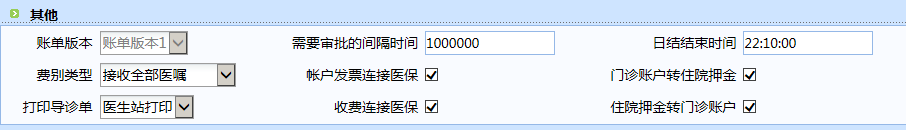 其他
账单版本 账单版本1 需要审批的间隔时间 1000000 日结结束时间 22:10:00
费别类型 接收全部医嘱 帐户发票连接医保 门诊账户转住院押金
打印导诊单 医生站打印 收费连接医保 住院押金转门诊账户